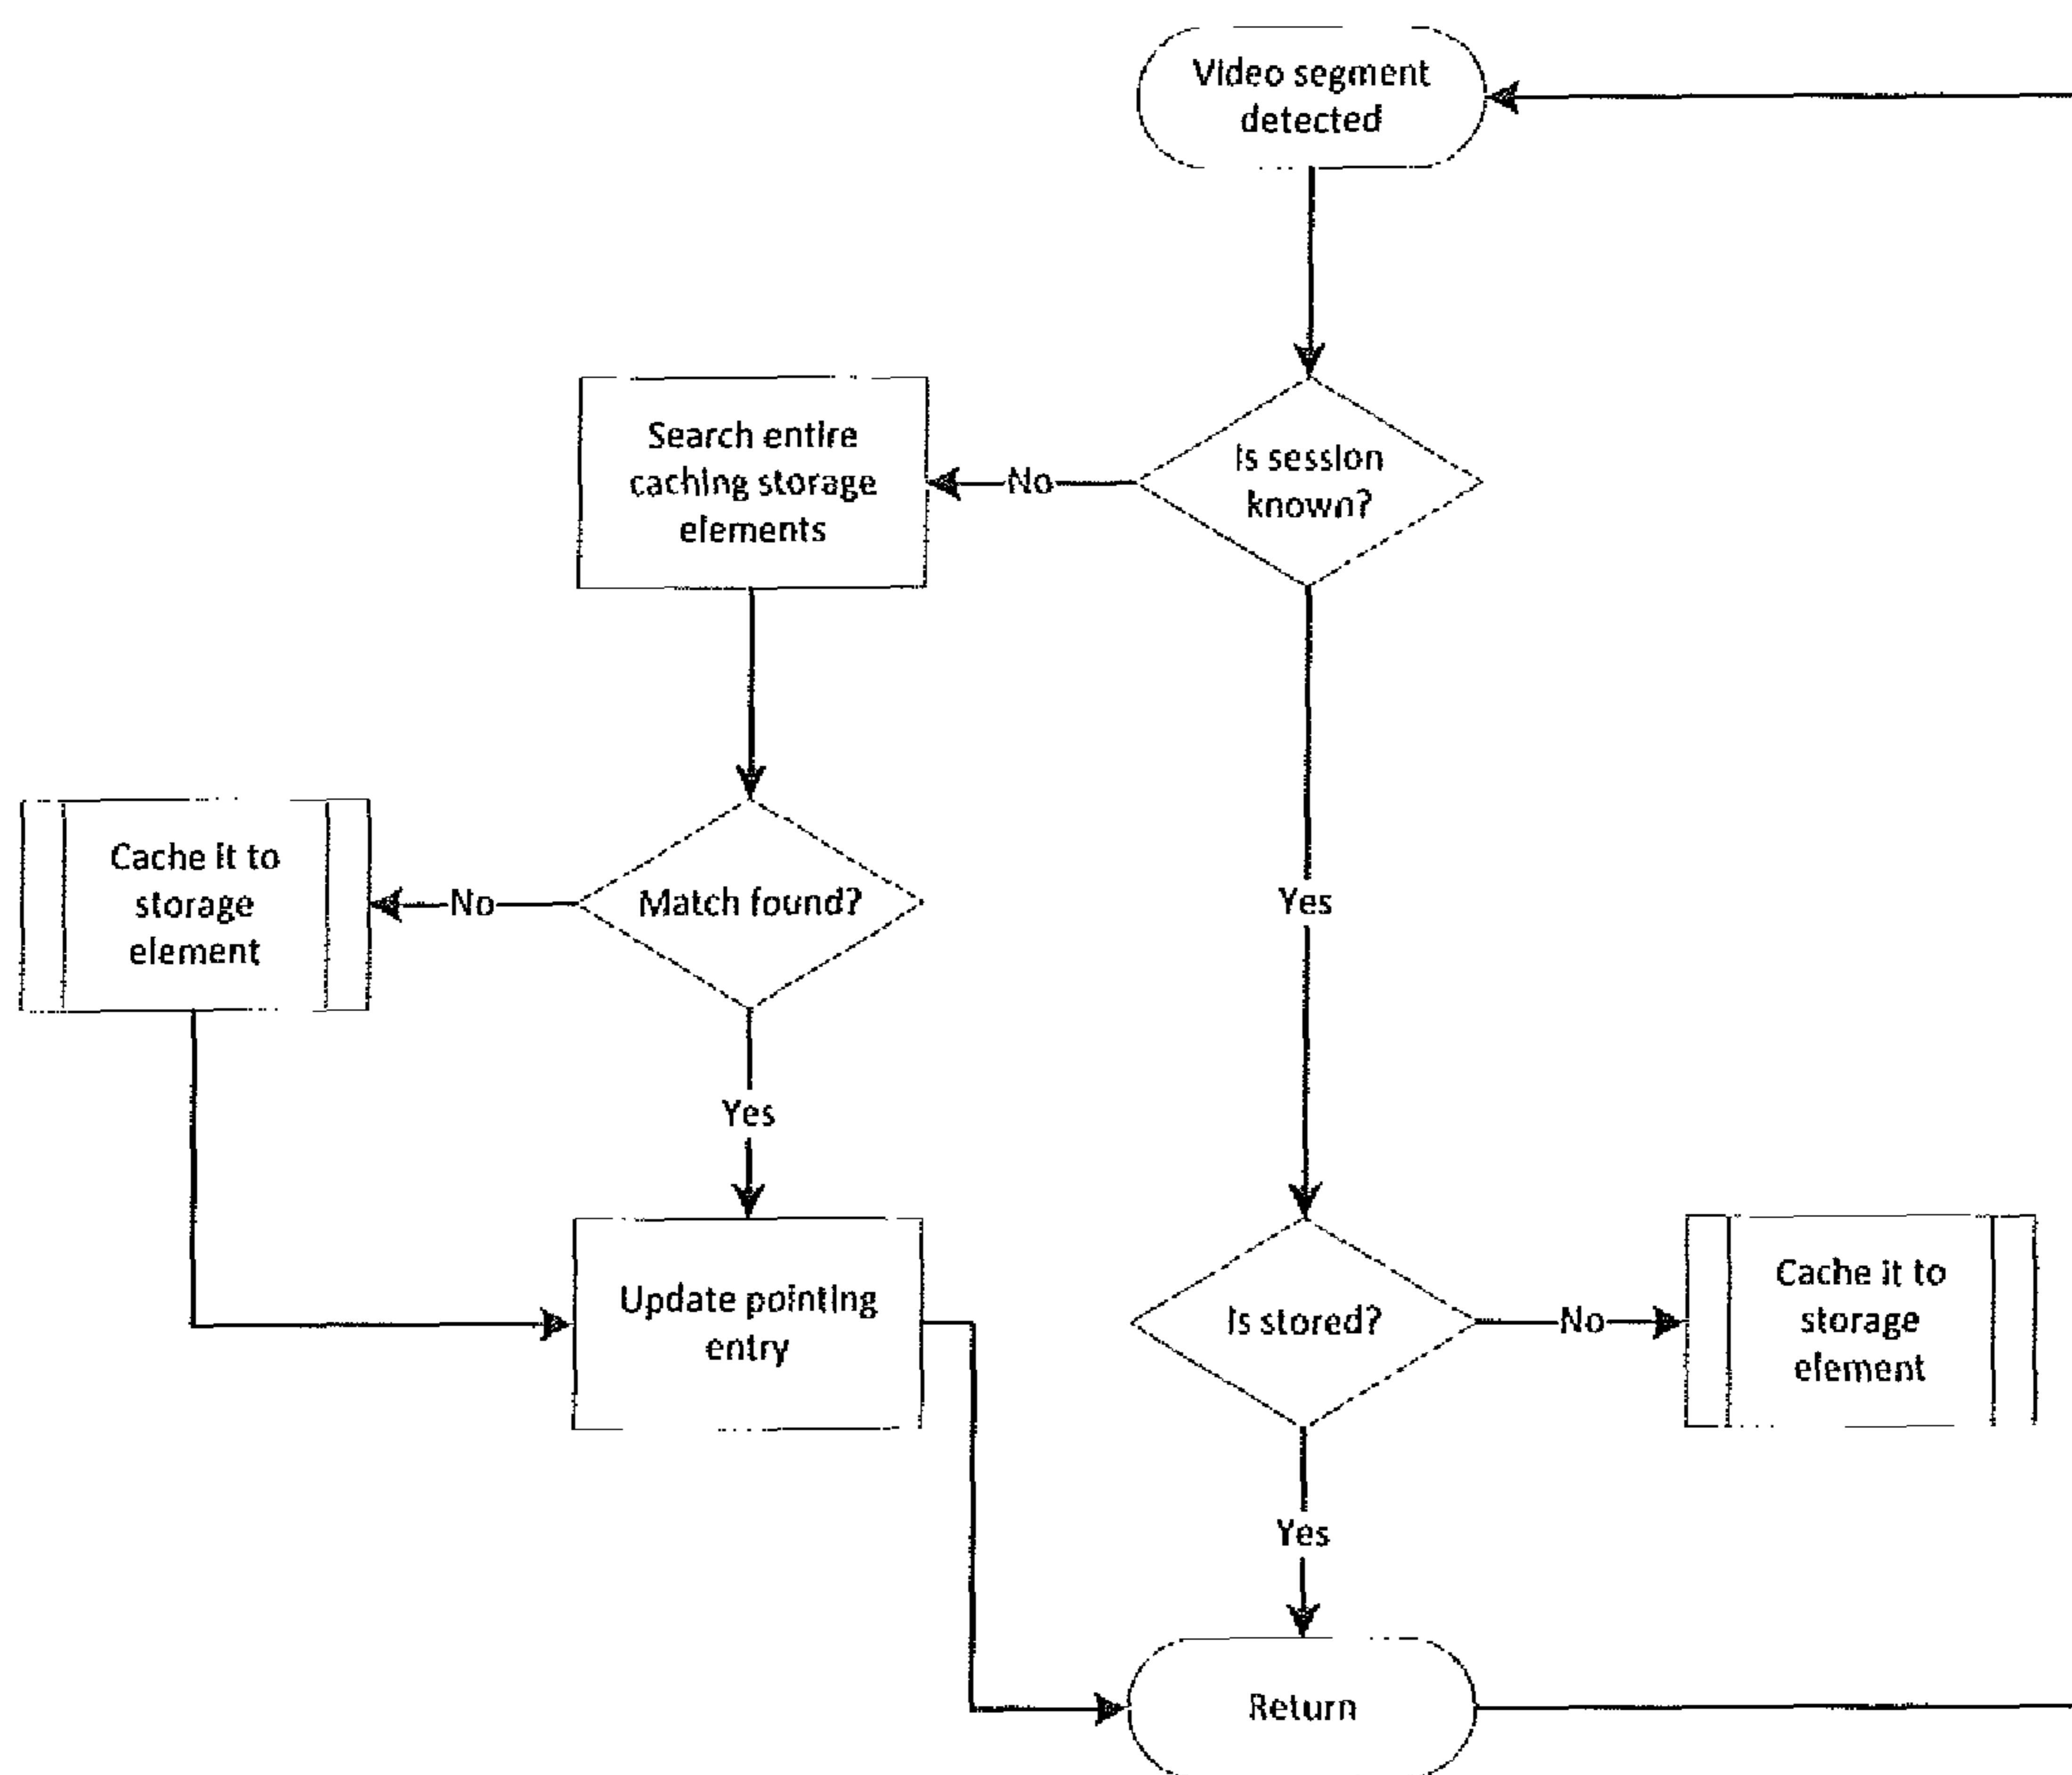 Video segment
detected
Is session
known?
No
Search entire
caching storage
elements
Match found?
No
Cache it to
storage
element
Yes
Yes
Update pointing
entry
Is stored?
No
Cache it to
storage
element
Yes
Return